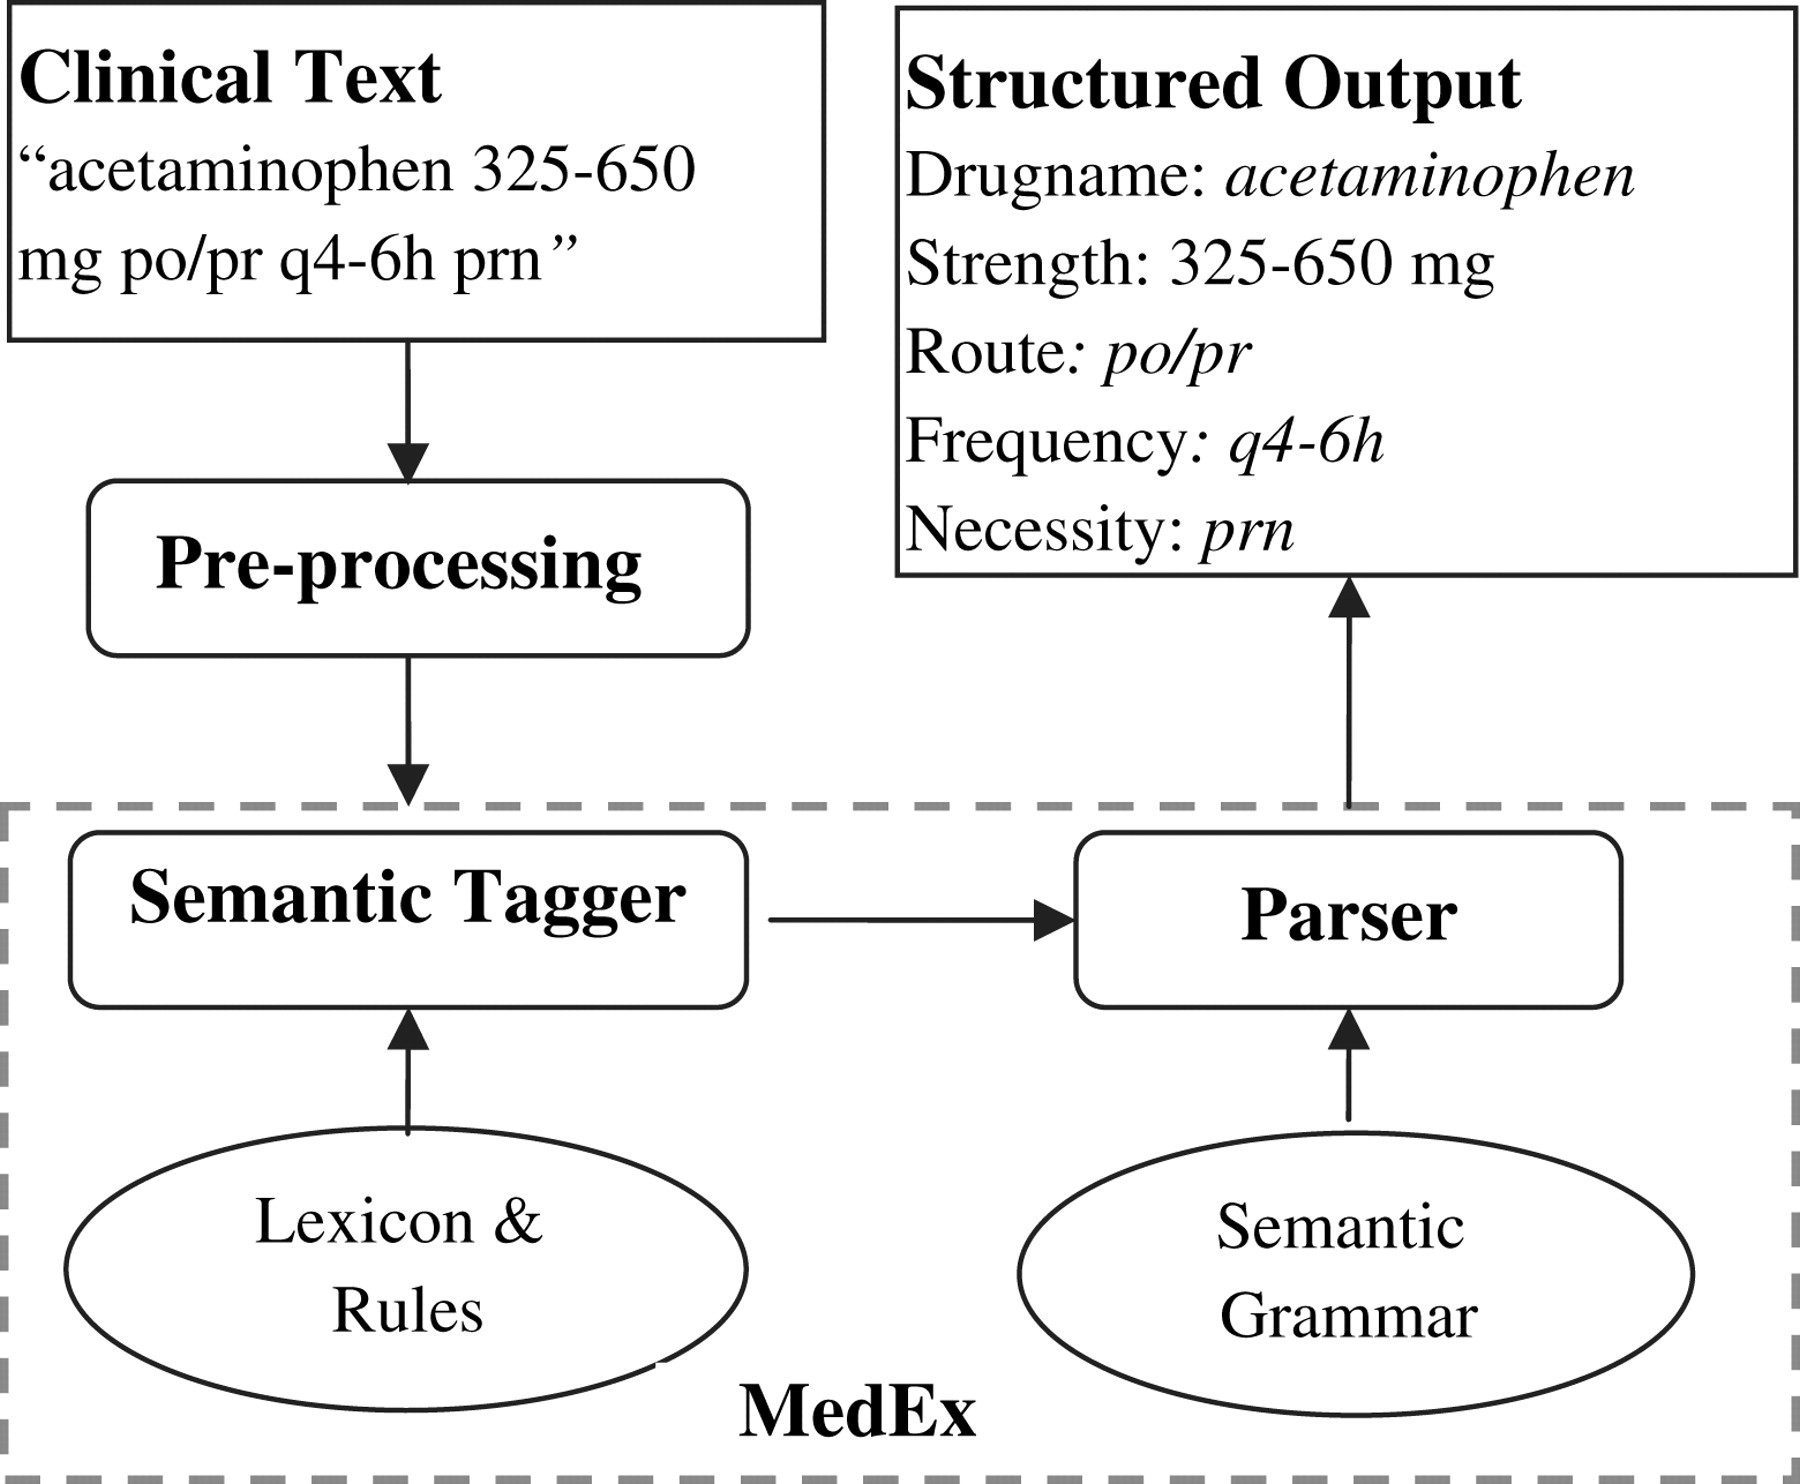 Clinical Text
“acetaminophen 325-650
mg po/pr q4-6h prn”
Structured Output
Drugname: acetaminophen
Strength: 325-650 mg
Route: po/pr
Frequency: q4-6h
Necessity: prn
Pre-processing
Semantic Tagger
Parser
Lexicon &
Rules
Semantic
Grammar
MedEx